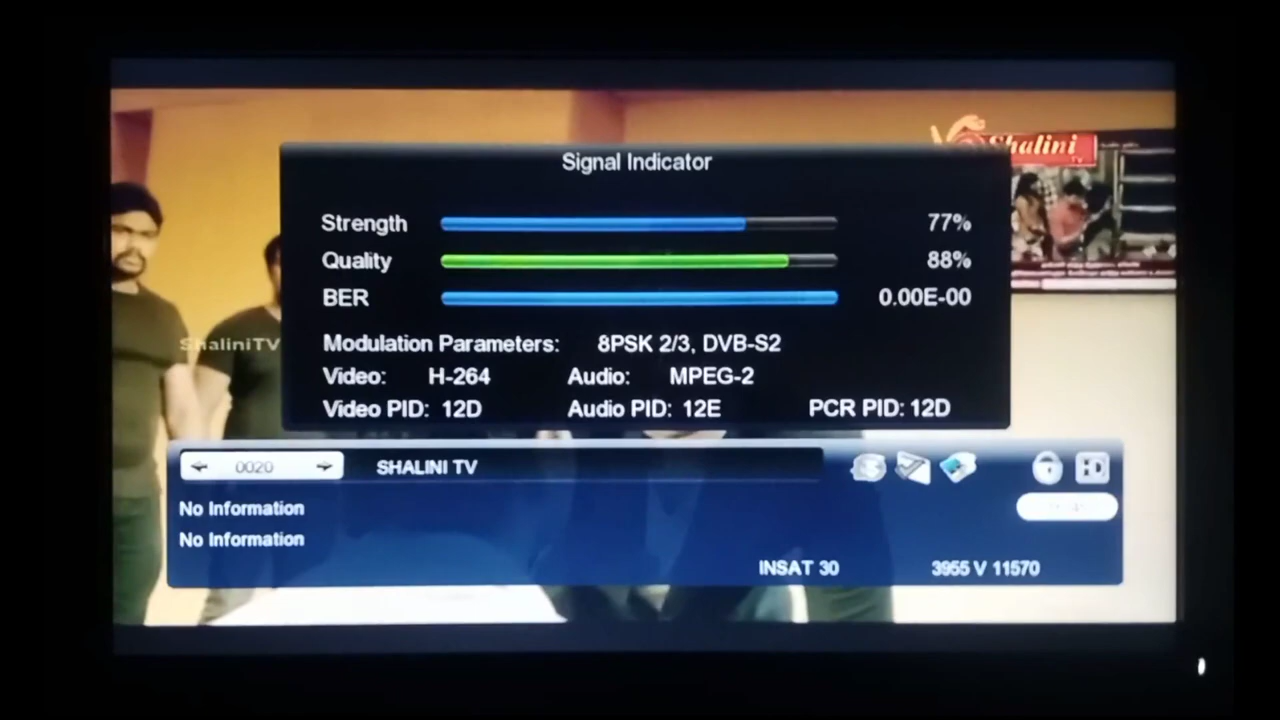 Shalini
TV
Signal Indicator
Strength 77%
Quality 88%
BER 0.00E-00
Modulation Parameters: 8PSK 2/3, DVB-S2
Video: H-264 Audio: MPEG-2
Video PID: 12D Audio PID: 12E PCR PID: 12D
ShaliniTV
0020 SHALINI TV
No Information
No Information
INSAT 30 3955 V 11570